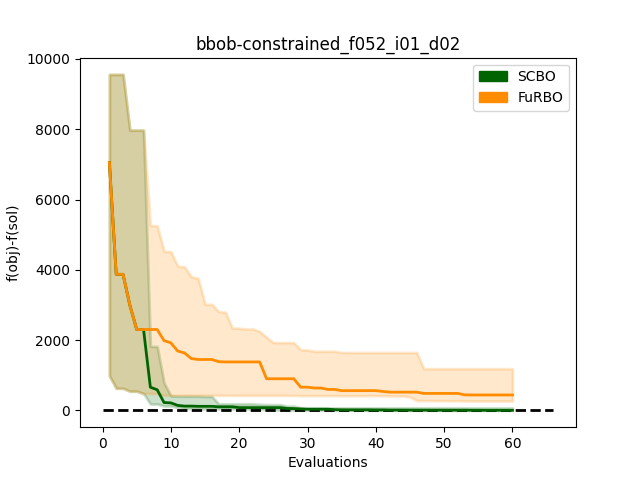 bbob-constrained_f052_i01_d02
10000
8000
6000
4000
2000
0
f(obj)-f(sol)
SCBO
FuRBO
0 10 20 30 40 50 60
Evaluations